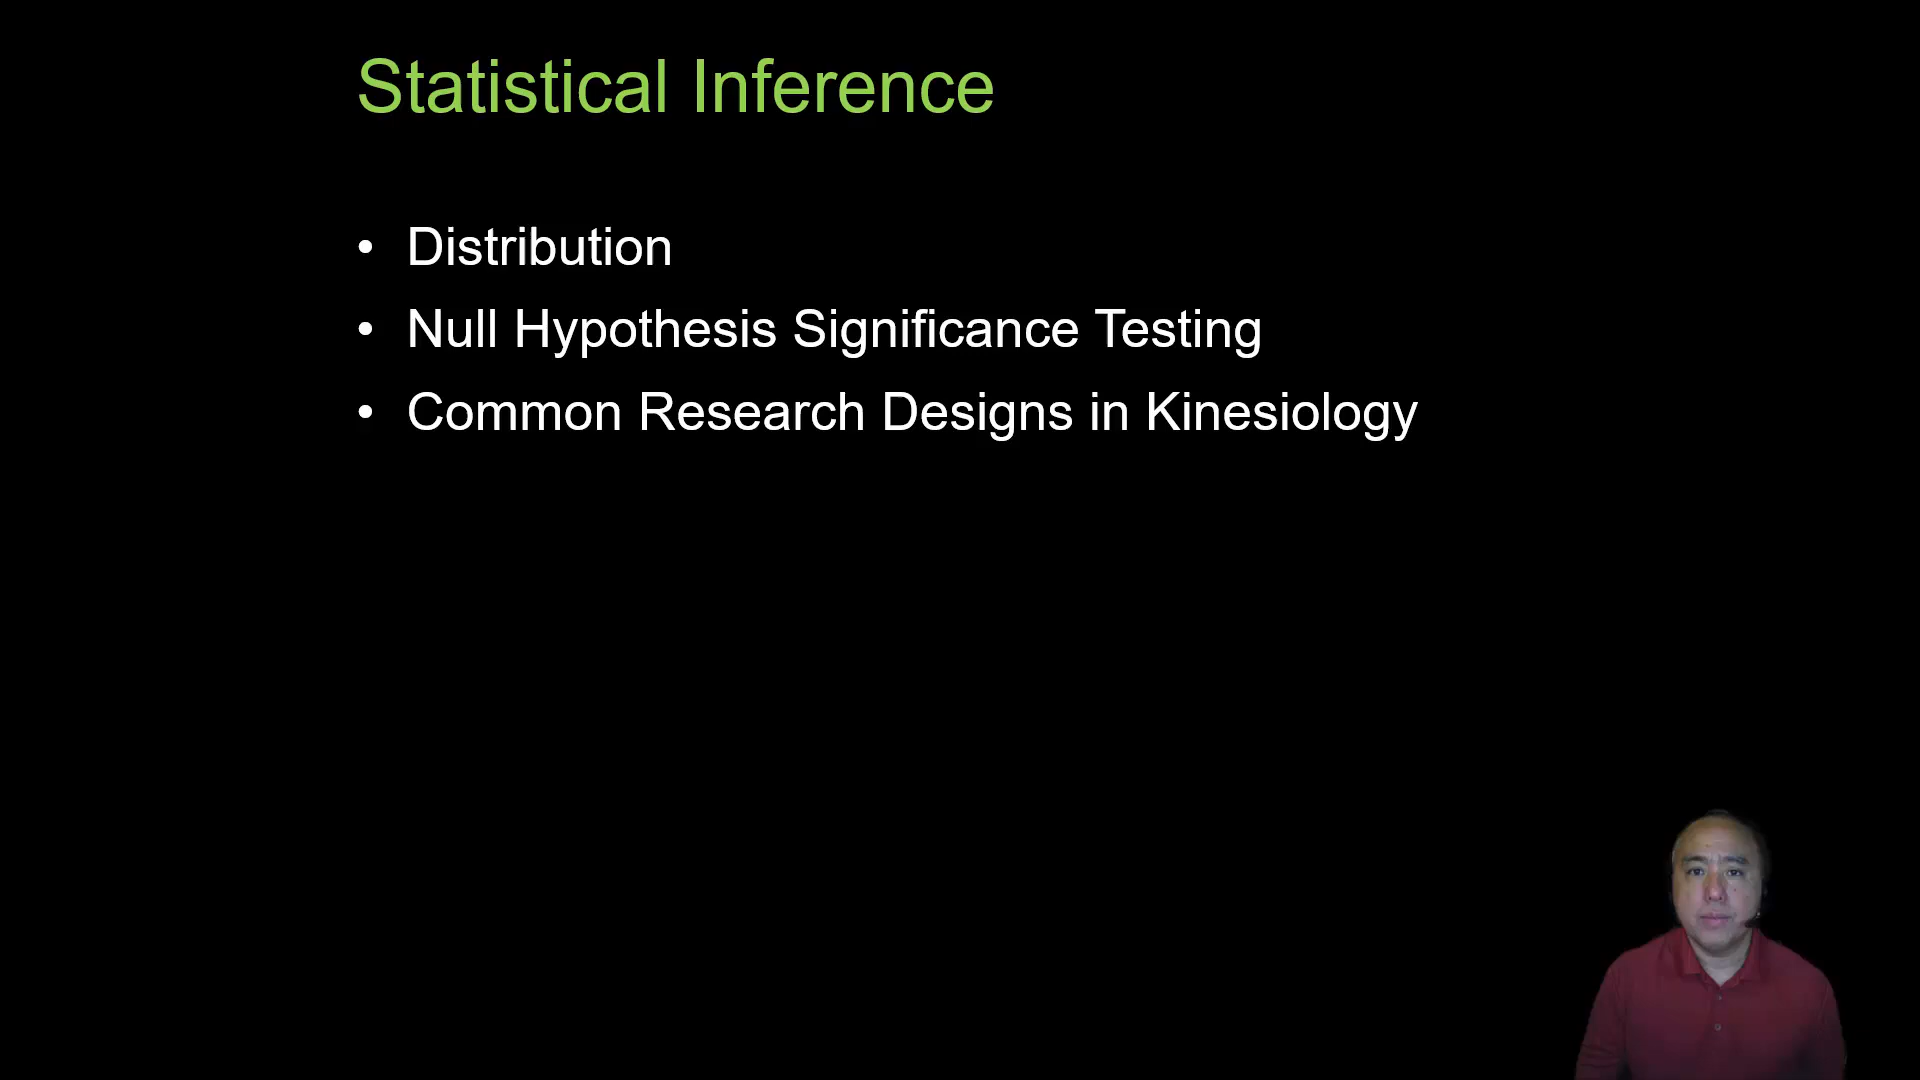 Statistical Inference
• Distribution
• Null Hypothesis Significance Testing
• Common Research Designs in Kinesiology